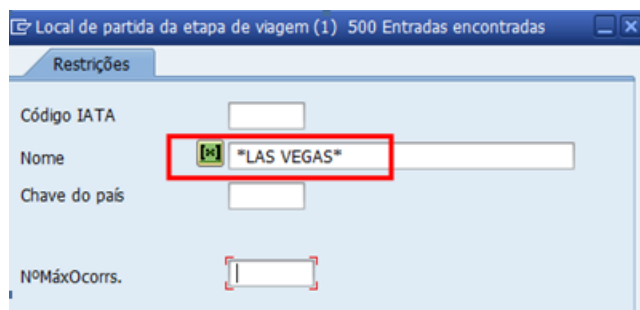 Local de partida da etapa de viagem (1) 500 Entradas encontradas
Restrições
Código IATA
Nome *LAS VEGAS*
Chave do país
NºMáxOcorrs.